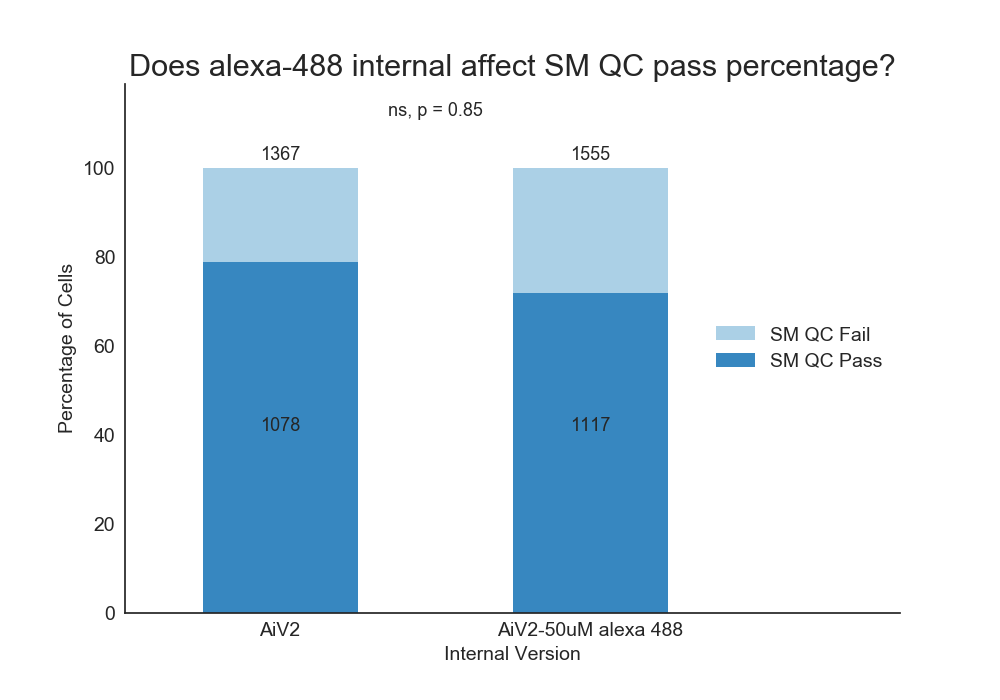 Does alexa-488 internal affect SM QC pass percentage?
ns, p = 0.85
1367
1555
100
80
60
40
20
0
Percentage of Cells
1078
1117
SM QC Fail
SM QC Pass
AiV2
AiV2-50uM alexa 488
Internal Version